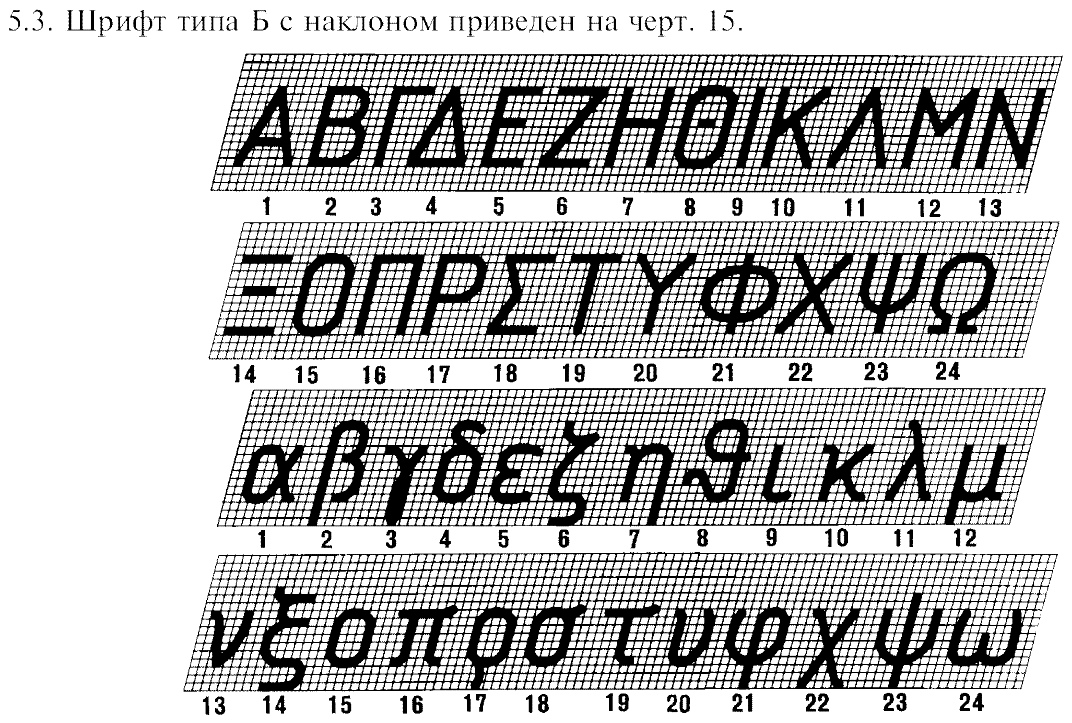 5.3. Шрифт типа Б с наклоном приведен на черт. 15.
ΑΒΓΔΕΖΗΘΙΚΛΜΝ
1 2 3 4 5 6 7 8 9 10 11 12 13
ΞΟΠΡΣΤΥΦΧΨΩ
14 15 16 17 18 19 20 21 22 23 24
αβγδεζηϑικλμ
1 2 3 4 5 6 7 8 9 10 11 12
νξοπρστυφχψω
13 14 15 16 17 18 19 20 21 22 23 24